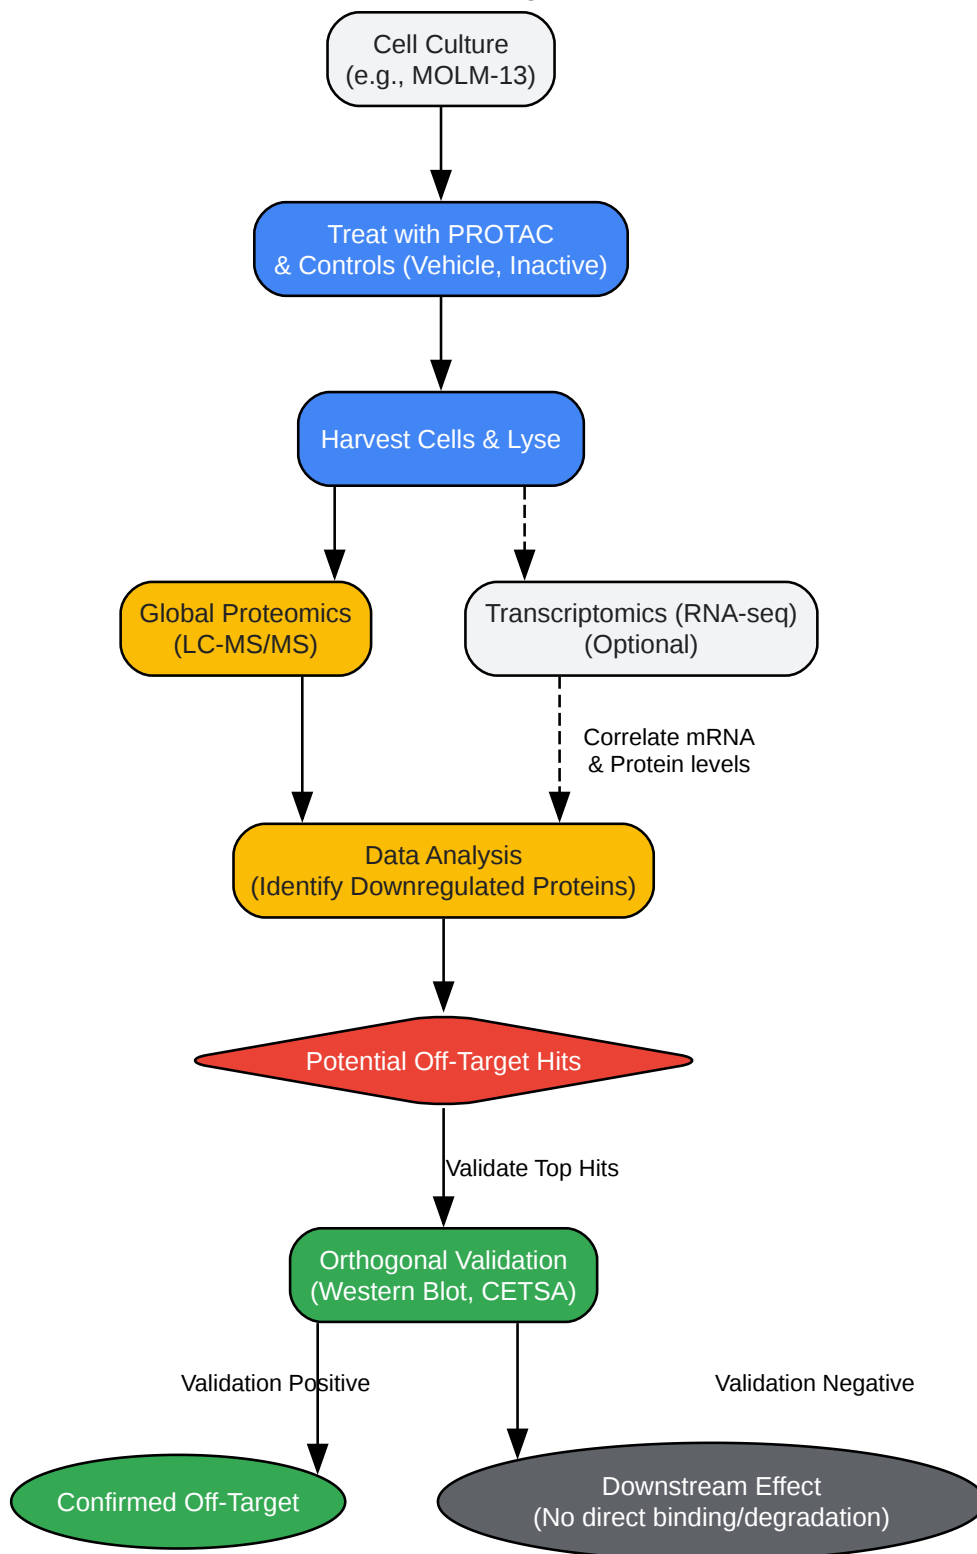 Cell Culture
(e.g., MOLM-13)
Treat with PROTAC
& Controls (Vehicle, Inactive)
Harvest Cells & Lyse
Global Proteomics
(LC-MS/MS)
Transcriptomics (RNA-seq)
(Optional)
Correlate mRNA
& Protein levels
Data Analysis
(Identify Downregulated Proteins)
Potential Off-Target Hits
Validate Top Hits
Orthogonal Validation
(Western Blot, CETSA)
Validation Positive
Validation Negative
Confirmed Off-Target
Downstream Effect
(No direct binding/degradation)